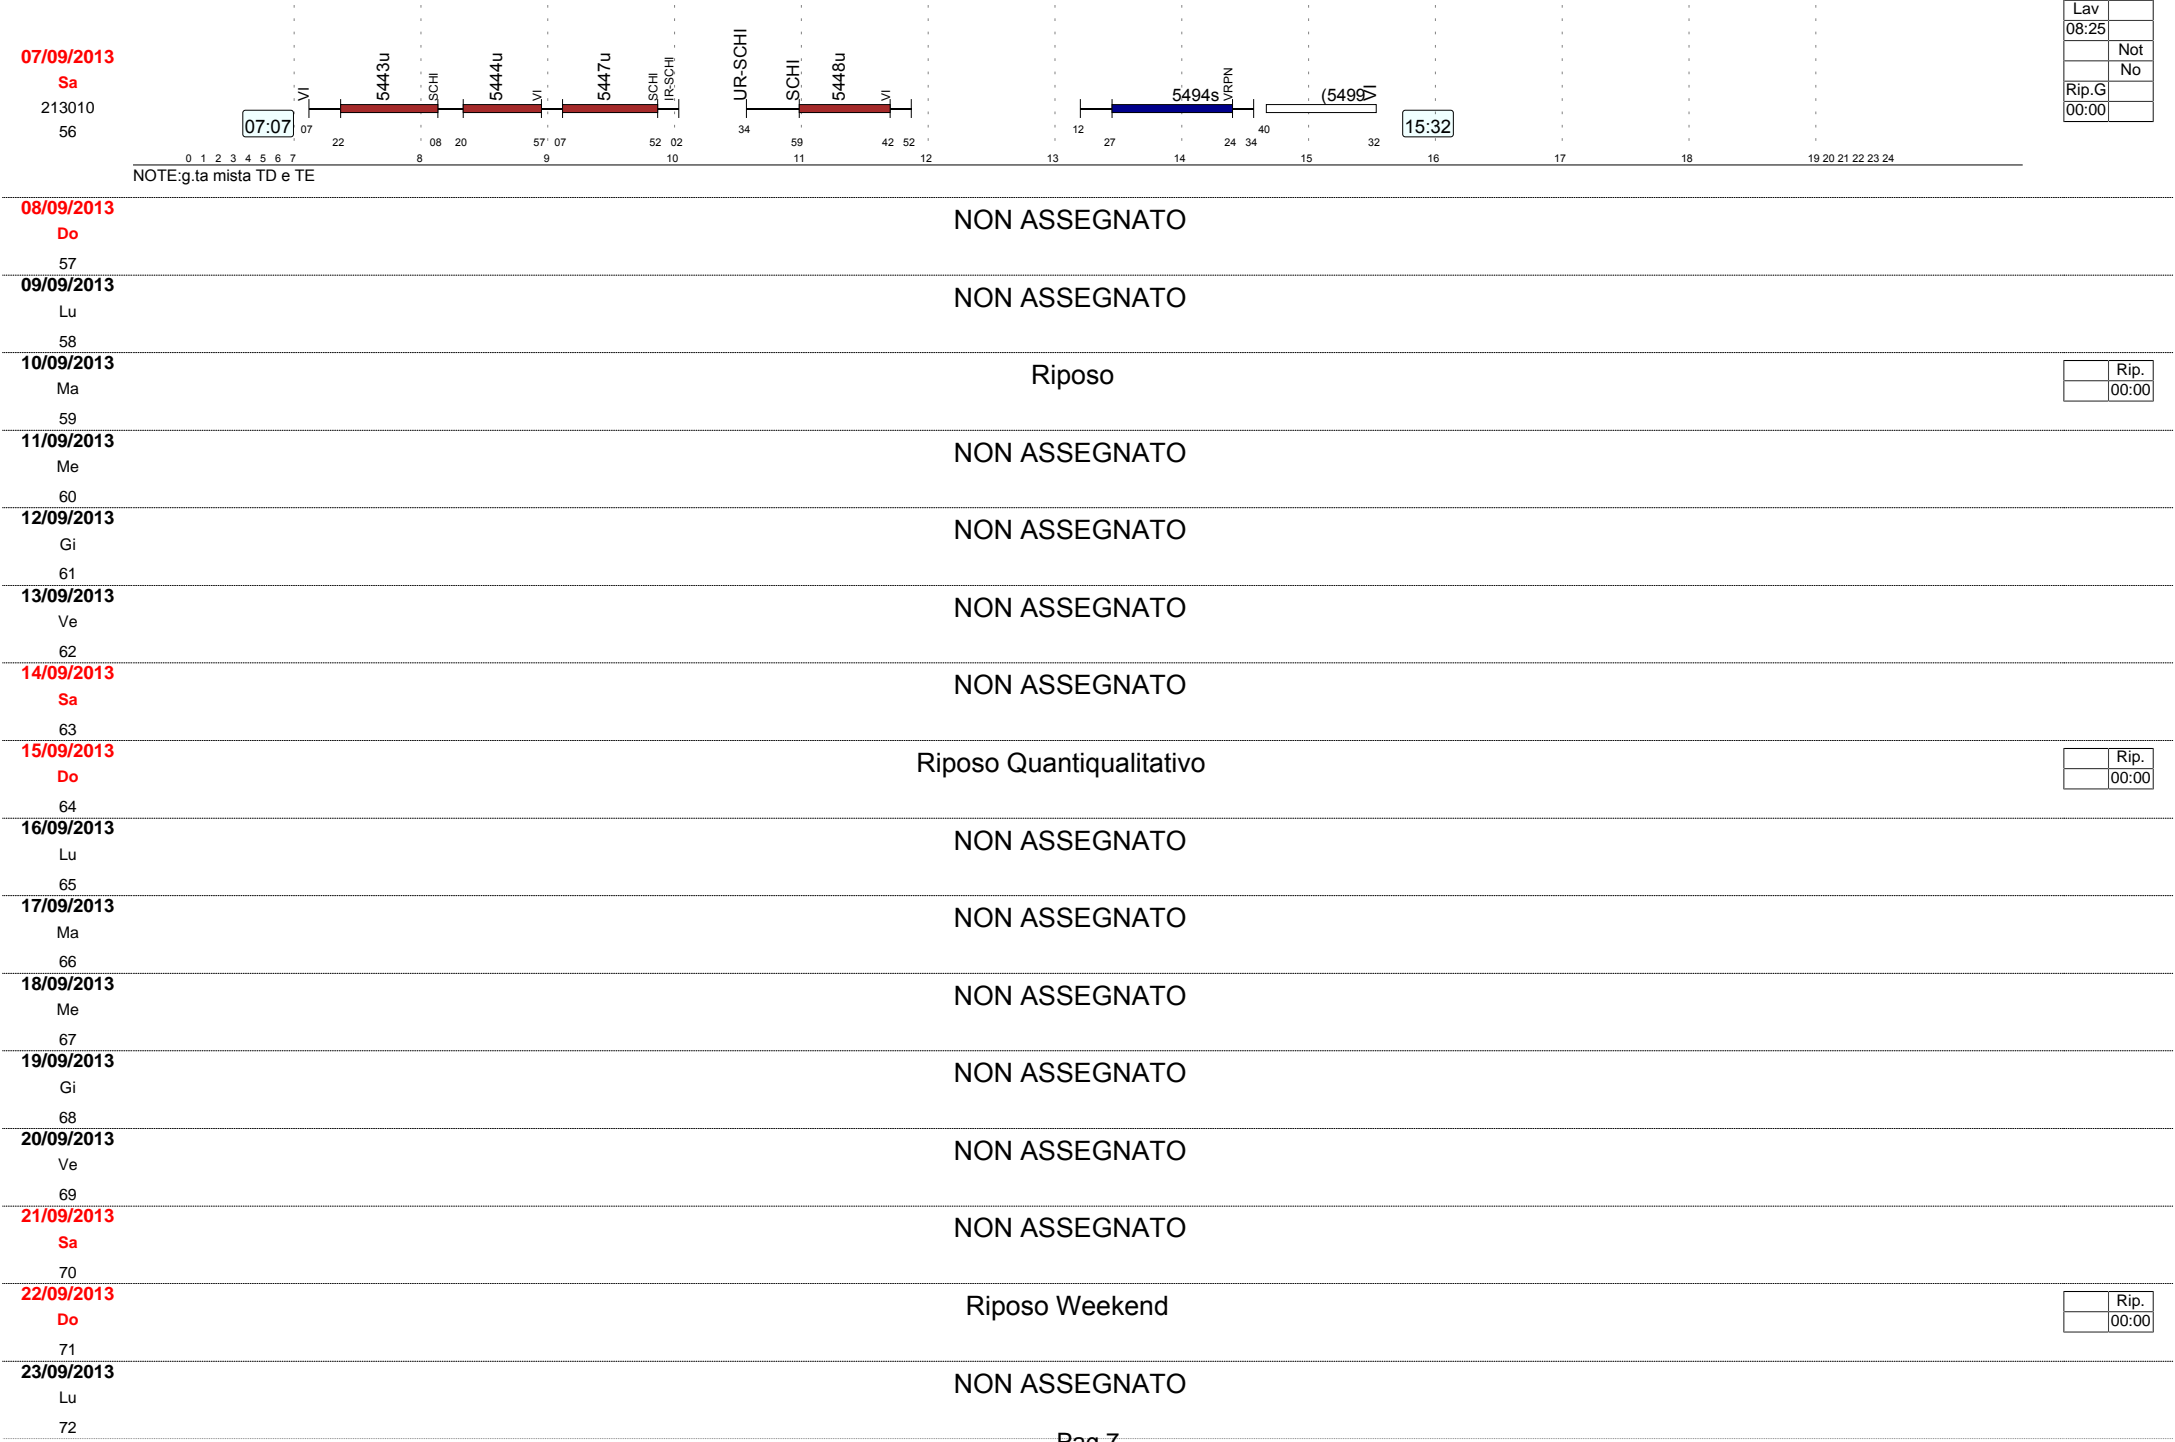 Lav
08:25
Not
No
Rip.G
00:00
07/09/2013
Sa
213010
56
07:07
VI 5443u SCHI 5444u VI 5447u SCHI IR-SCHI UR-SCHI SCHI 5448u VI 5494s VRPN (5499 VI
15:32
07 22 08 20 57 07 52 02 34 59 42 52 12 27 24 34 40 32
0 1 2 3 4 5 6 7 8 9 10 11 12 13 14 15 16 17 18 19 20 21 22 23 24
NOTE:g.ta mista TD e TE
08/09/2013
Do
57
NON ASSEGNATO
09/09/2013
Lu
58
NON ASSEGNATO
10/09/2013
Ma
59
Riposo
Rip.
00:00
11/09/2013
Me
60
NON ASSEGNATO
12/09/2013
Gi
61
NON ASSEGNATO
13/09/2013
Ve
62
NON ASSEGNATO
14/09/2013
Sa
63
NON ASSEGNATO
15/09/2013
Do
64
Riposo Quantiqualitativo
Rip.
00:00
16/09/2013
Lu
65
NON ASSEGNATO
17/09/2013
Ma
66
NON ASSEGNATO
18/09/2013
Me
67
NON ASSEGNATO
19/09/2013
Gi
68
NON ASSEGNATO
20/09/2013
Ve
69
NON ASSEGNATO
21/09/2013
Sa
70
NON ASSEGNATO
22/09/2013
Do
71
Riposo Weekend
Rip.
00:00
23/09/2013
Lu
72
NON ASSEGNATO
Pag 7